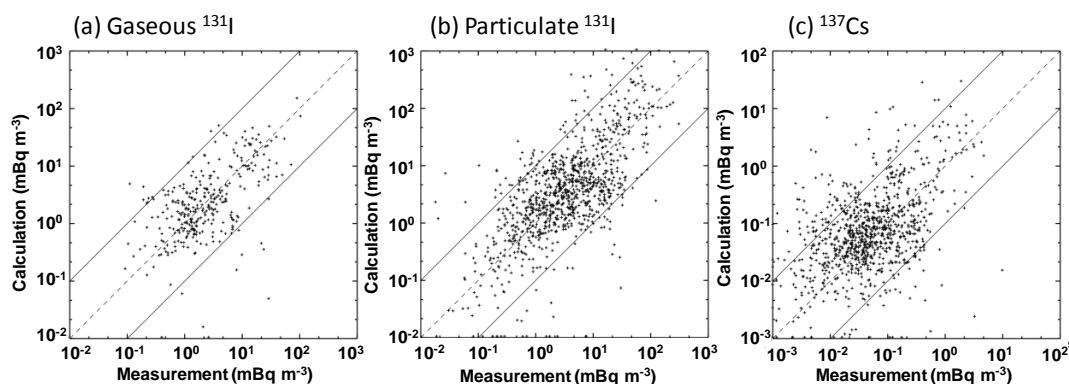 (a) Gaseous ¹³¹I
(b) Particulate ¹³¹I
(c) ¹³⁷Cs
Calculation (mBq m⁻³)
10³
10²
10¹
10⁰
10⁻¹
10⁻²
10⁻² 10⁻¹ 10⁰ 10¹ 10² 10³
Measurement (mBq m⁻³)
Calculation (mBq m⁻³)
10³
10²
10¹
10⁰
10⁻¹
10⁻²
10⁻² 10⁻¹ 10⁰ 10¹ 10² 10³
Measurement (mBq m⁻³)
Calculation (mBq m⁻³)
10²
10¹
10⁰
10⁻¹
10⁻²
10⁻³
10⁻³ 10⁻² 10⁻¹ 10⁰ 10¹ 10²
Measurement (mBq m⁻³)